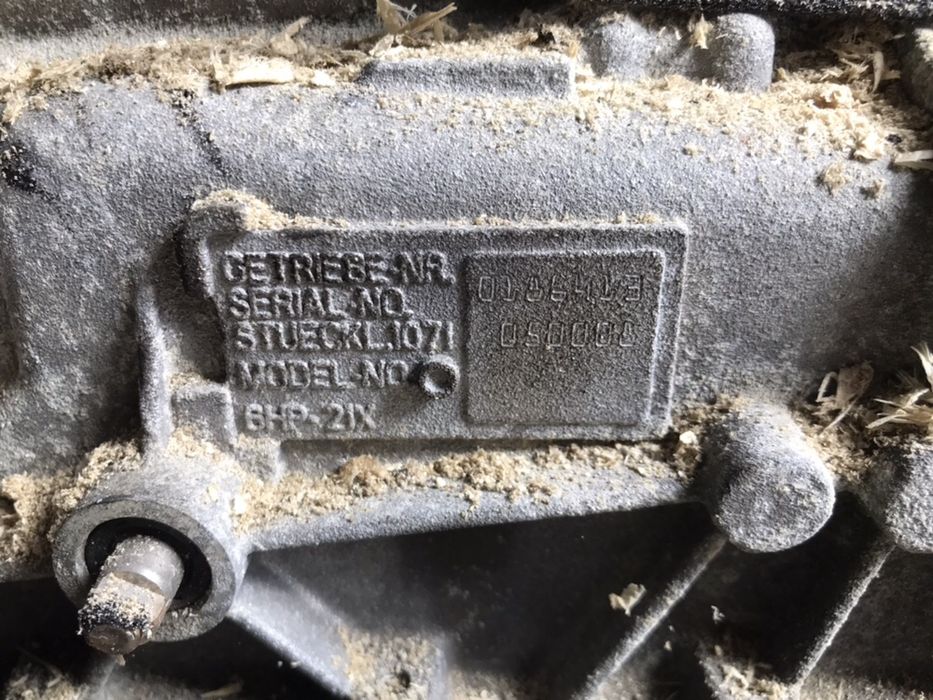 GETRIEBE-NR.
SERIAL-NO.
STUECKL.1071
MODEL-NO
6HP-21X